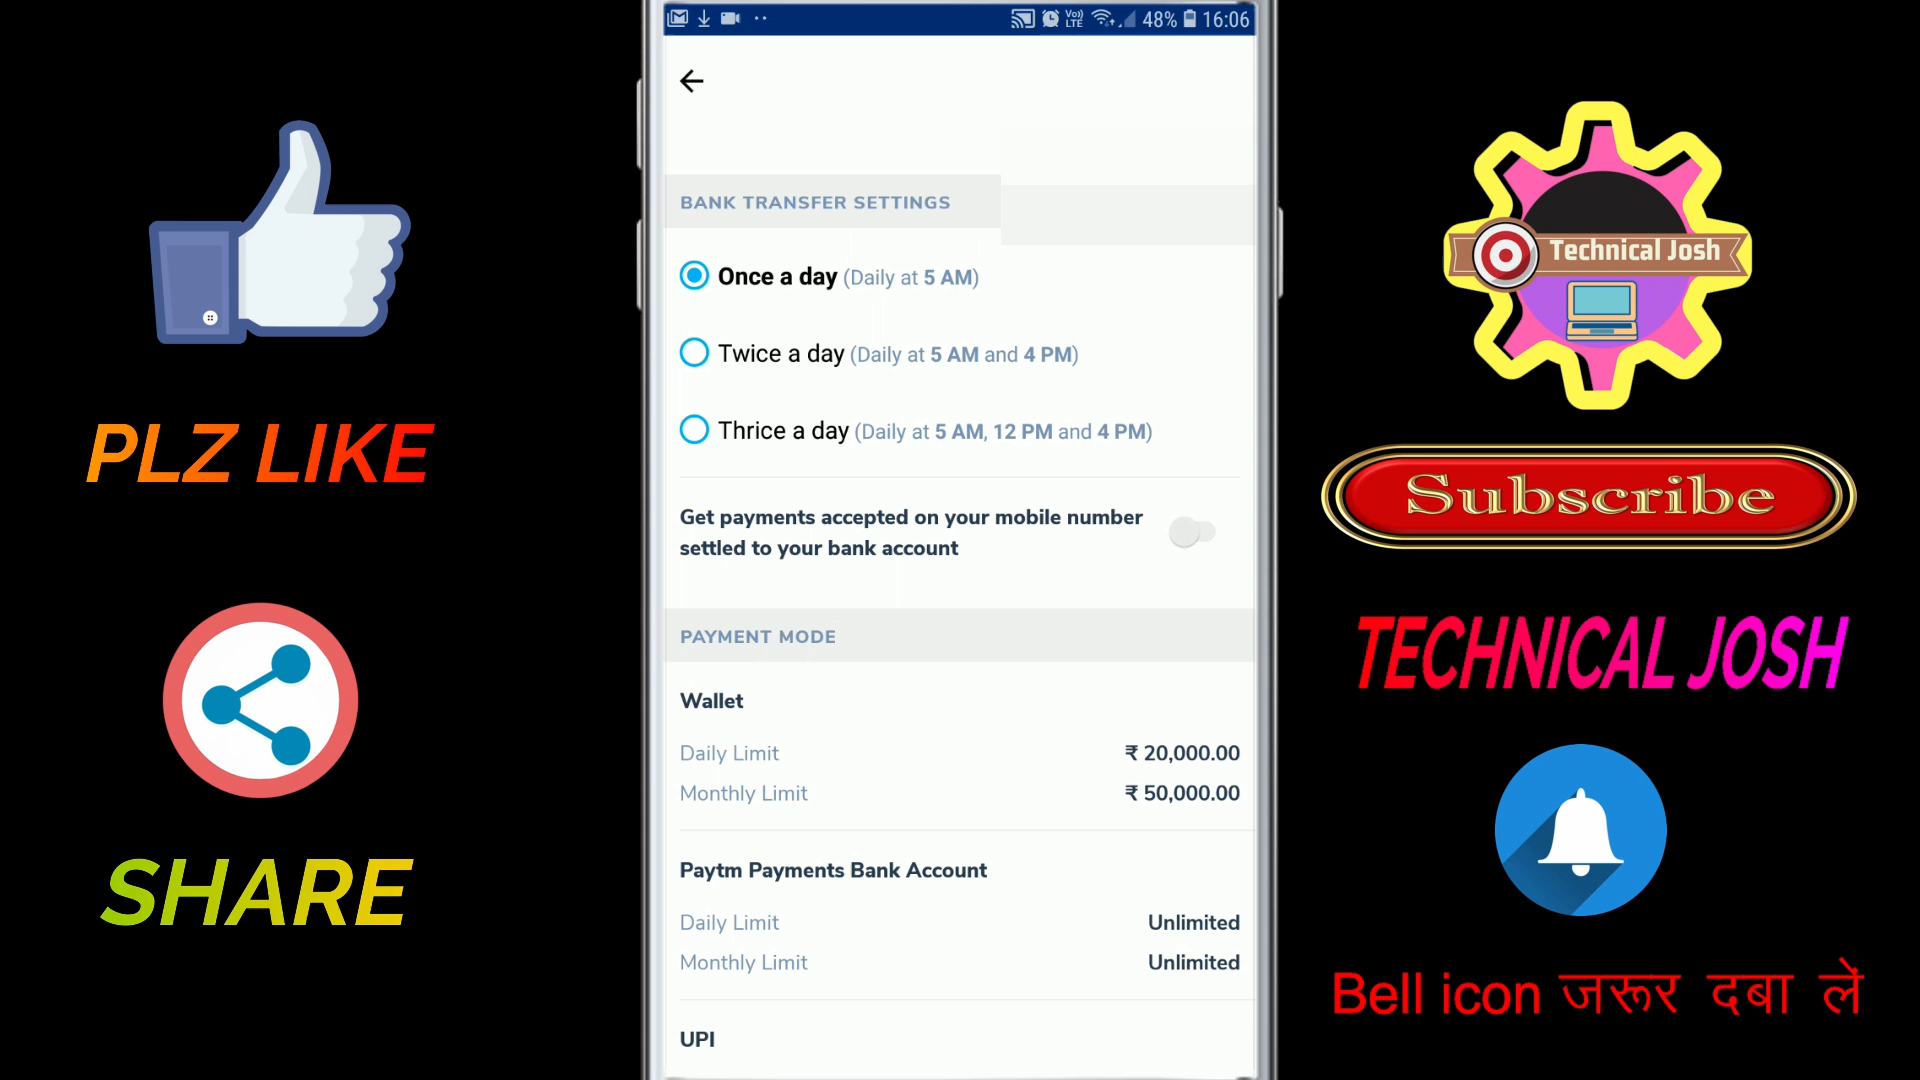 Vo)) LTE 48% 16:06
BANK TRANSFER SETTINGS
Once a day (Daily at 5 AM)
Twice a day (Daily at 5 AM and 4 PM)
Thrice a day (Daily at 5 AM, 12 PM and 4 PM)
Get payments accepted on your mobile number
settled to your bank account
PAYMENT MODE
Wallet
Daily Limit ₹ 20,000.00
Monthly Limit ₹ 50,000.00
Paytm Payments Bank Account
Daily Limit Unlimited
Monthly Limit Unlimited
UPI
PLZ LIKE
SHARE
Technical Josh
Subscribe
TECHNICAL JOSH
Bell icon जरूर दबा लें